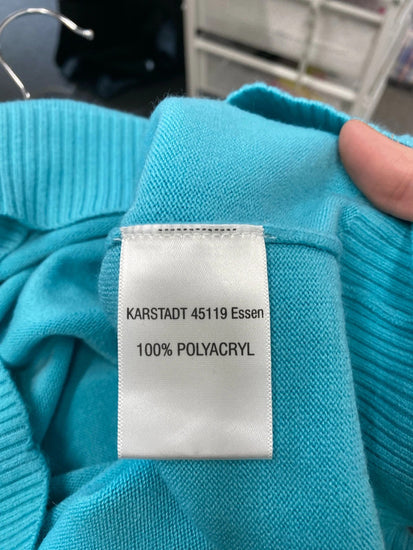 KARSTADT 45119 Essen
100% POLYACRYL